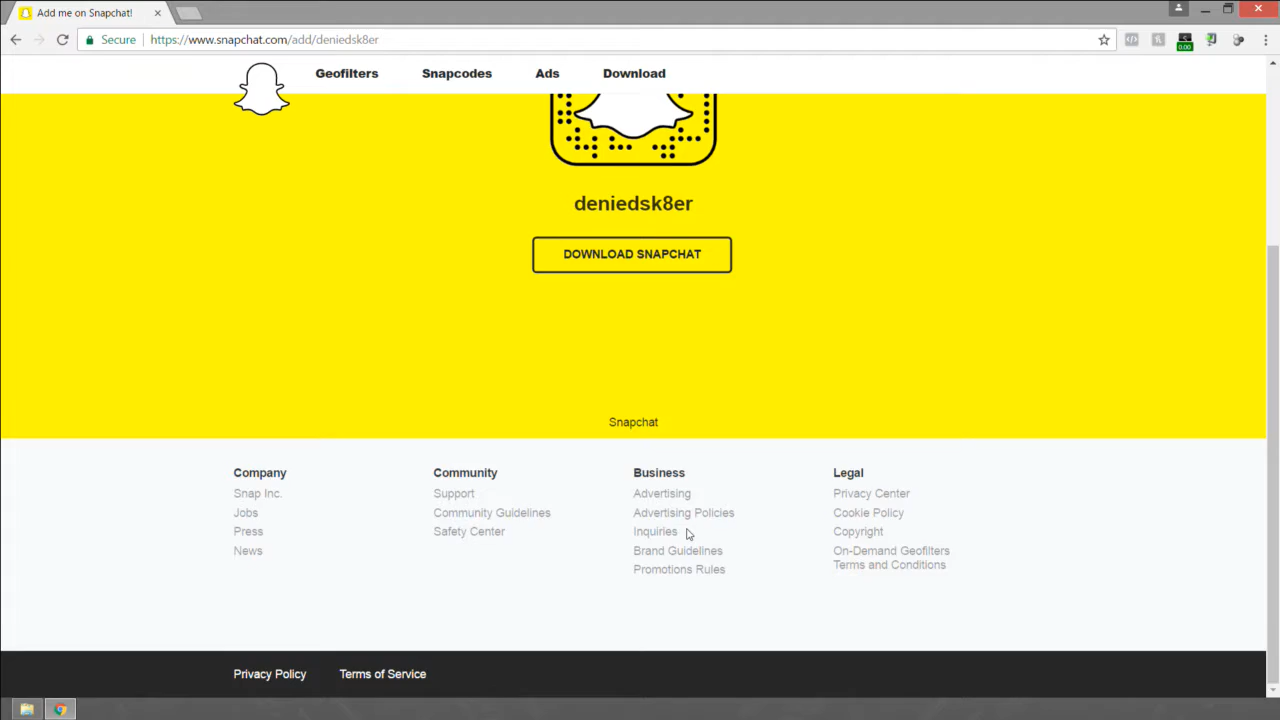 Add me on Snapchat!
Secure https://www.snapchat.com/add/deniedsk8er
0.00
Geofilters Snapcodes Ads Download
deniedsk8er
DOWNLOAD SNAPCHAT
Snapchat
Company Community Business Legal
Snap Inc. Support Advertising Privacy Center
Jobs Community Guidelines Advertising Policies Cookie Policy
Press Safety Center Inquiries Copyright
News Brand Guidelines On-Demand Geofilters
Terms and Conditions
Promotions Rules
Privacy Policy Terms of Service